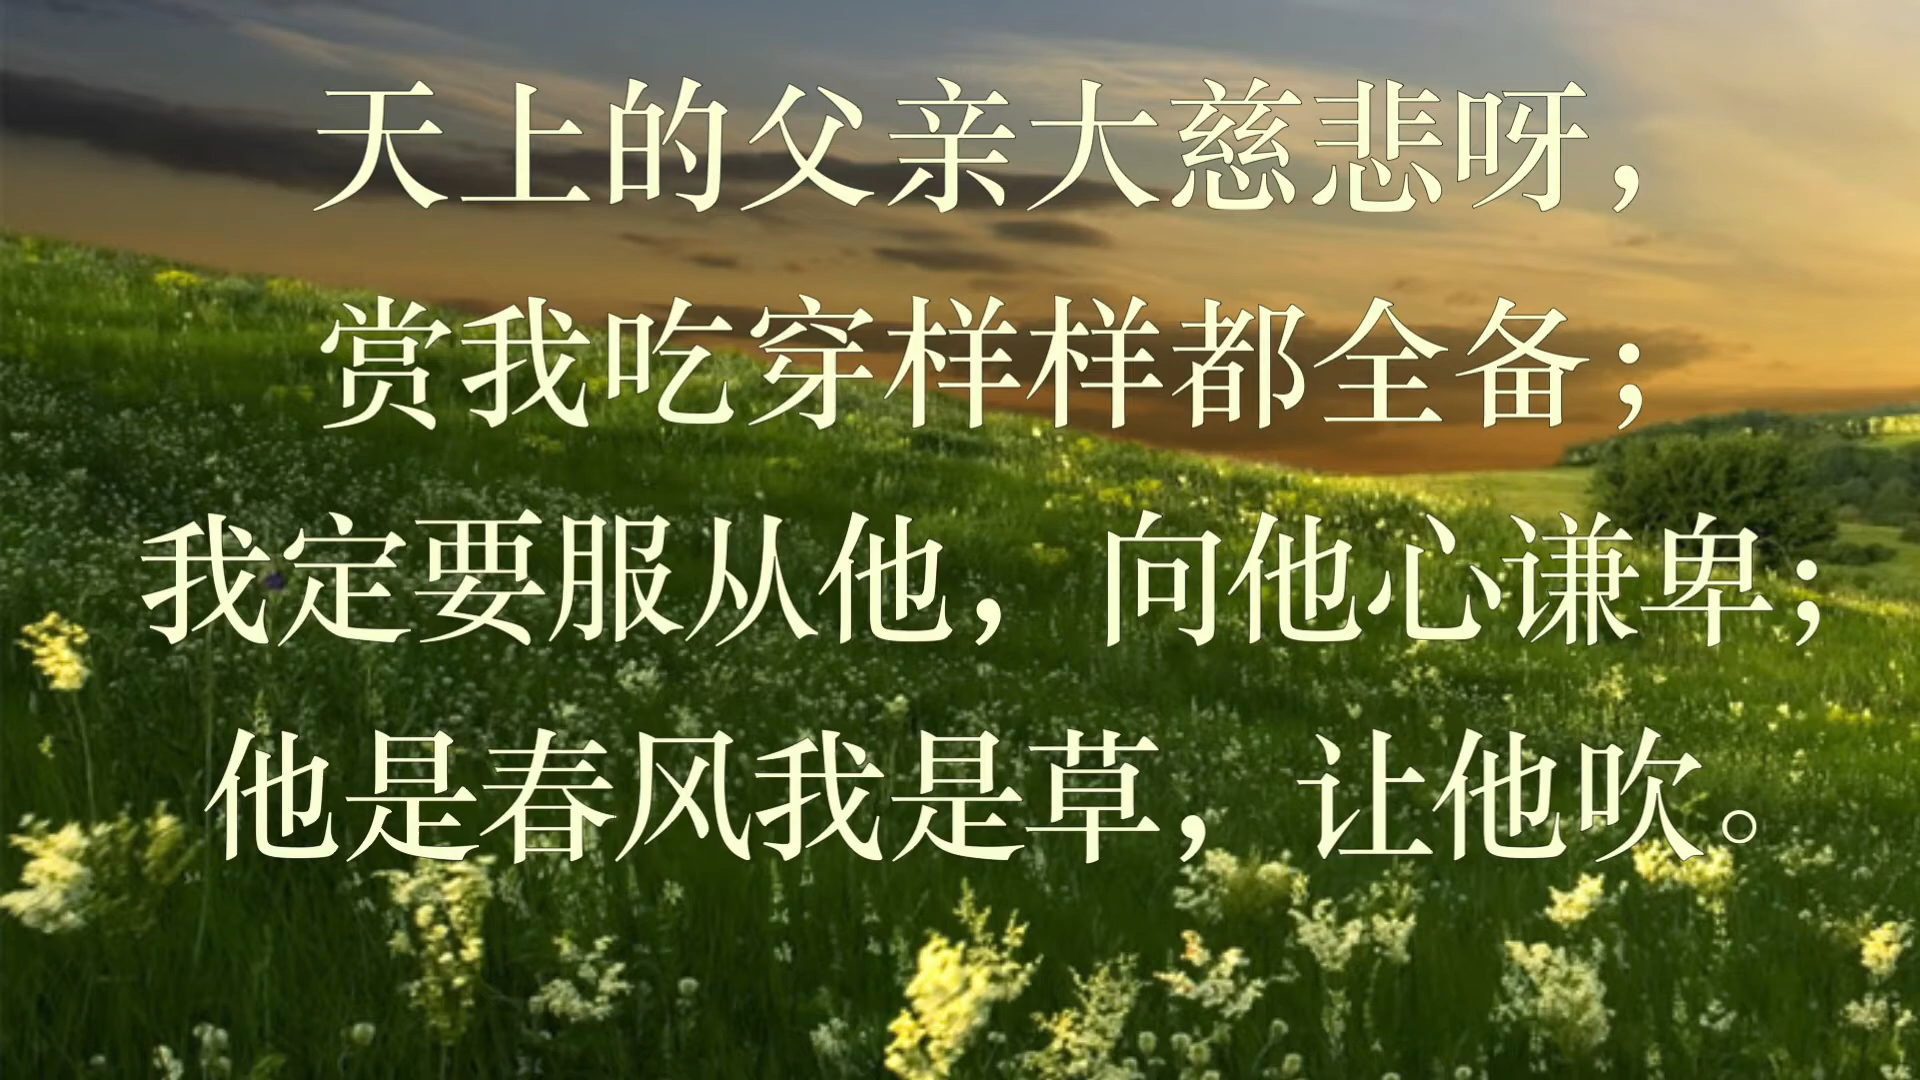 天上的父亲大慈悲呀，
赏我吃穿样样都全备；
我定要服从他，向他心谦卑；
他是春风我是草，让他吹。